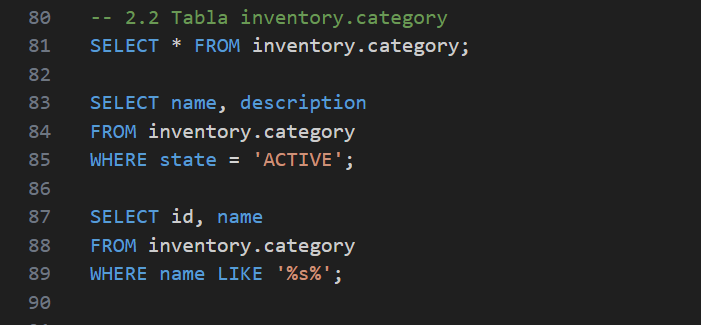 80 -- 2.2 Tabla inventory.category
81 SELECT * FROM inventory.category;
82
83 SELECT name, description
84 FROM inventory.category
85 WHERE state = 'ACTIVE';
86
87 SELECT id, name
88 FROM inventory.category
89 WHERE name LIKE '%s%';
90